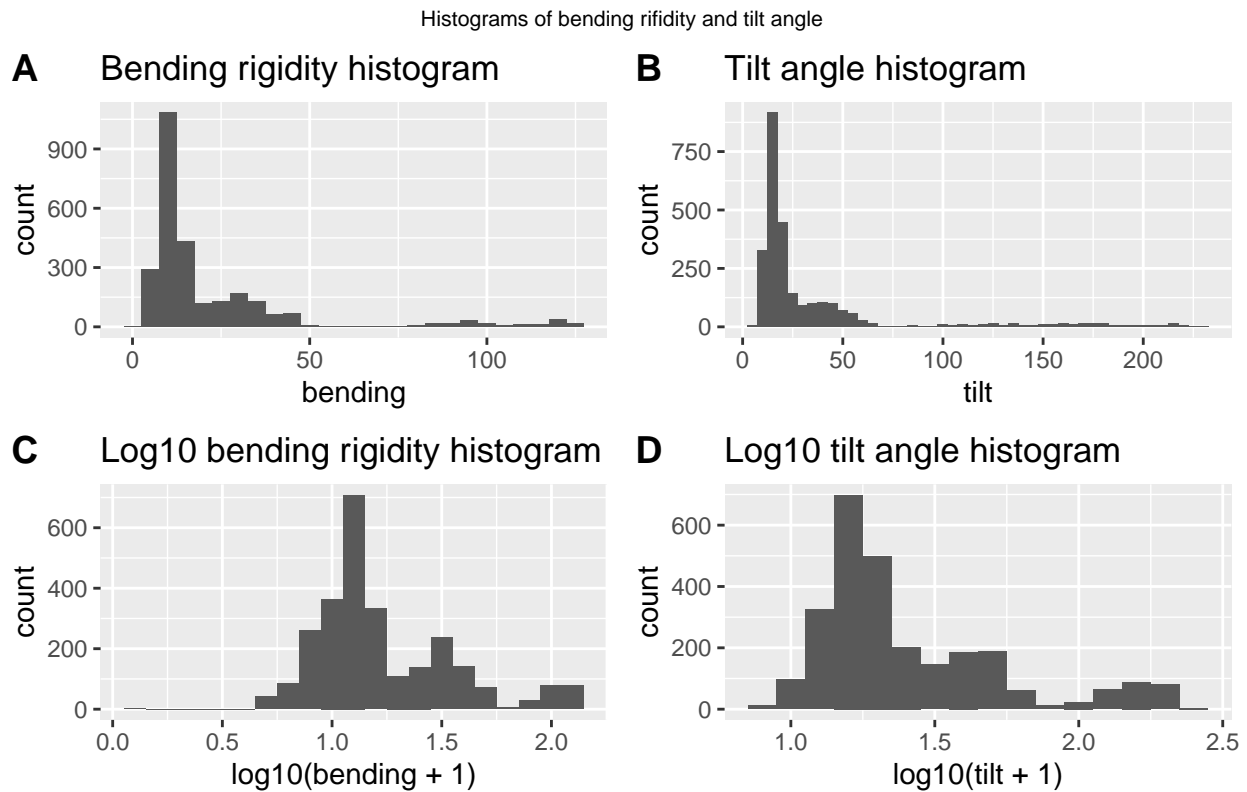 Histograms of bending rifidity and tilt angle
A Bending rigidity histogram
900
600
300
0
count
0 50 100
bending
B Tilt angle histogram
750
500
250
0
count
0 50 100 150 200
tilt
C Log10 bending rigidity histogram
600
400
200
0
count
0.0 0.5 1.0 1.5 2.0
log10(bending + 1)
D Log10 tilt angle histogram
600
400
200
0
count
1.0 1.5 2.0 2.5
log10(tilt + 1)